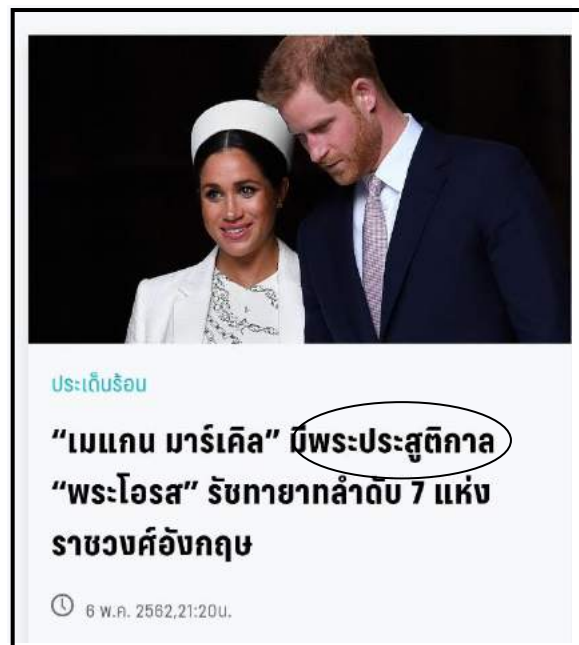 ประเด็นร้อน
“เมแกน มาร์เคิล” มีพระประสูติกาล
“พระโอรส” รัชทายาทลำดับ 7 แห่ง
ราชวงศ์อังกฤษ
6 พ.ค. 2562,21:20น.